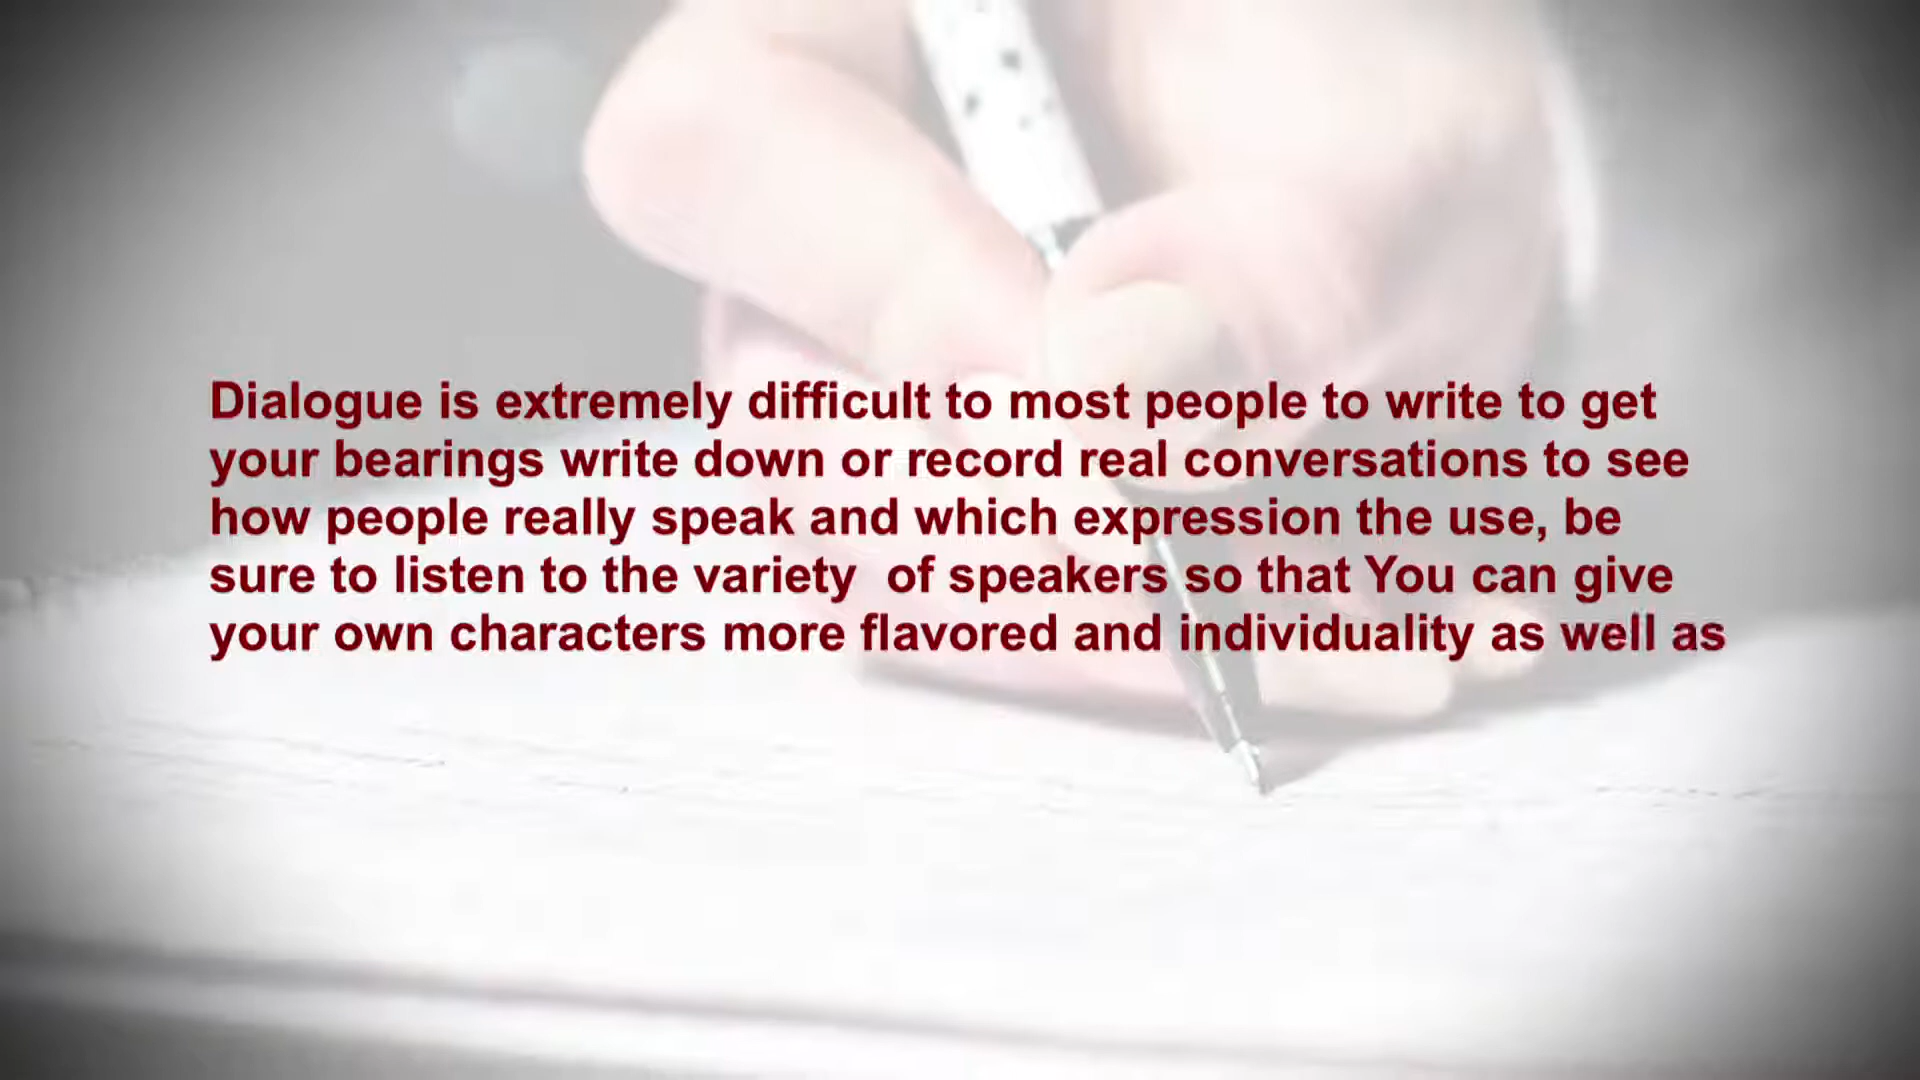 Dialogue is extremely difficult to most people to write to get
your bearings write down or record real conversations to see
how people really speak and which expression the use, be
sure to listen to the variety  of speakers so that You can give
your own characters more flavored and individuality as well as